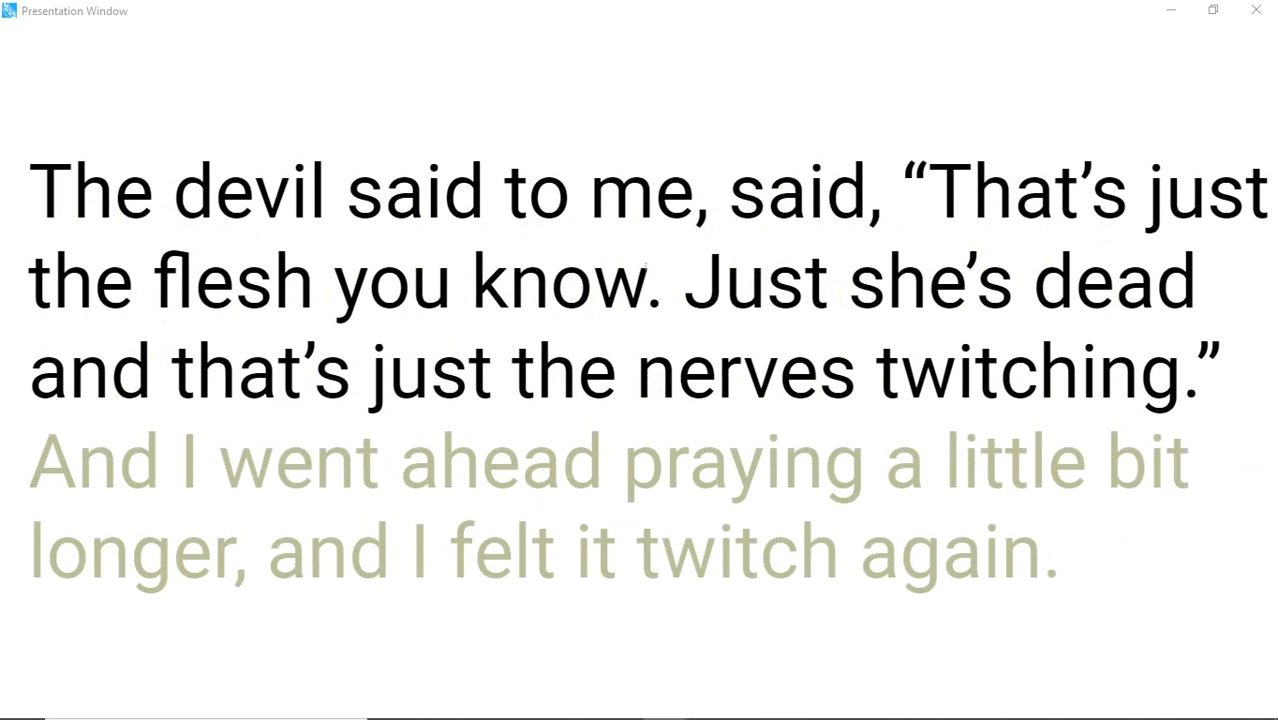 Presentation Window
The devil said to me, said, “That’s just
the flesh you know. Just she’s dead
and that’s just the nerves twitching.”
And I went ahead praying a little bit
longer, and I felt it twitch again.